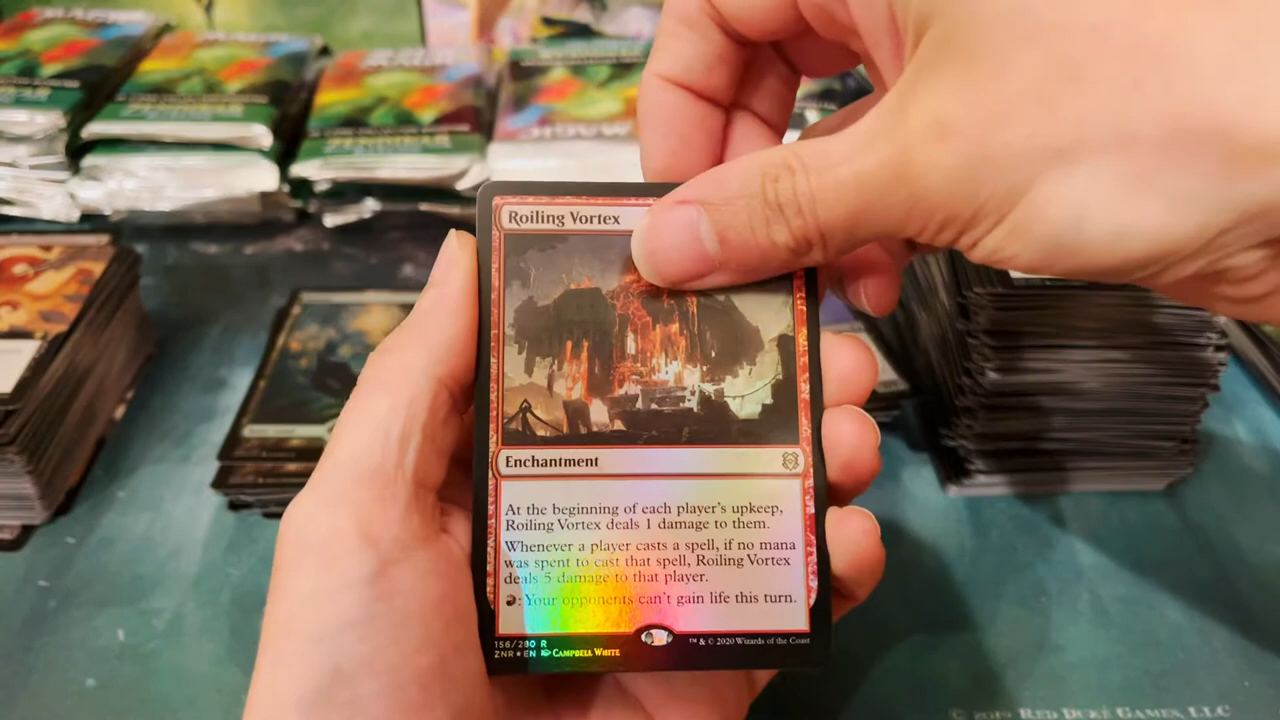 Roiling Vortex
Enchantment
At the beginning of each player's upkeep,
Roiling Vortex deals 1 damage to them.
Whenever a player casts a spell, if no mana
was spent to cast that spell, Roiling Vortex
deals 5 damage to that player.
: Your opponents can't gain life this turn.
156/280 R
™ & © 2020 Wizards of the Coast
ZNR★EN CAMPBELL WHITE
© 2019 RED DUKE GAMES, LLC